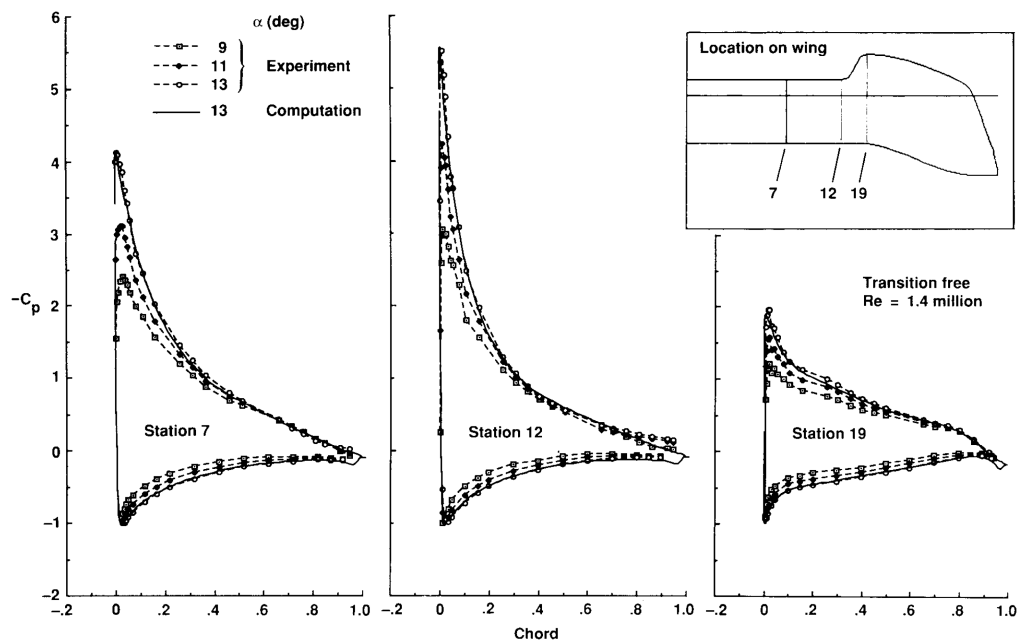 α (deg)
9
11
13
Experiment
13 Computation
Location on wing
7
12
19
Transition free
Re = 1.4 million
6
5
4
3
2
1
0
−1
−2
−Cp
Station 7
Station 12
Station 19
−.2 0 .2 .4 .6 .8 1.0
−.2 0 .2 .4 .6 .8 1.0
−.2 0 .2 .4 .6 .8 1.0
Chord